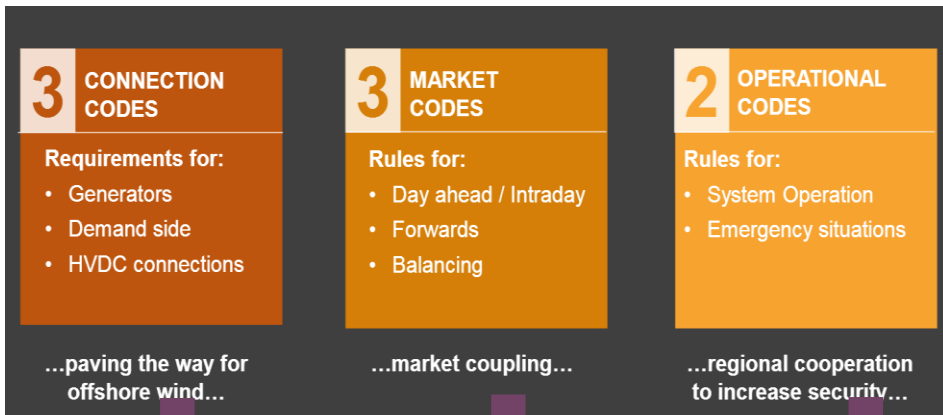 3
CONNECTION
CODES
Requirements for:
• Generators
• Demand side
• HVDC connections
…paving the way for
offshore wind…
3
MARKET
CODES
Rules for:
• Day ahead / Intraday
• Forwards
• Balancing
…market coupling…
2
OPERATIONAL
CODES
Rules for:
• System Operation
• Emergency situations
…regional cooperation
to increase security…